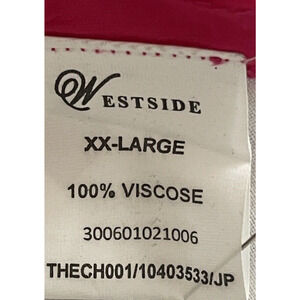 WESTSIDE
XX-LARGE
100% VISCOSE
300601021006
THECH001/10403533/JP